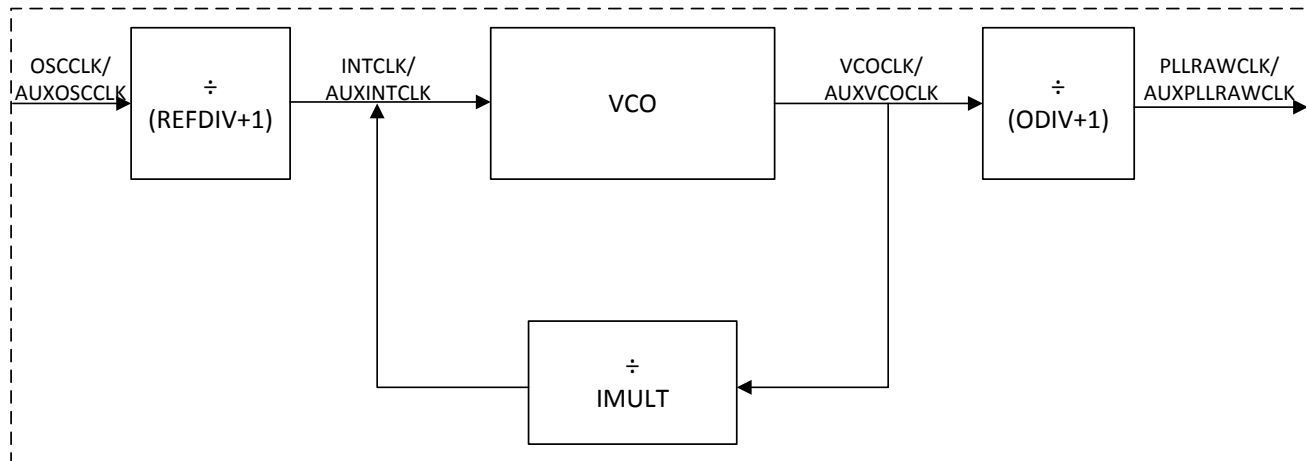 OSCCLK/
AUXOSCCLK
÷
(REFDIV+1)
INTCLK/
AUXINTCLK
VCO
VCOCLK/
AUXVCOCLK
÷
(ODIV+1)
PLLRAWCLK/
AUXPLLRAWCLK
÷
IMULT